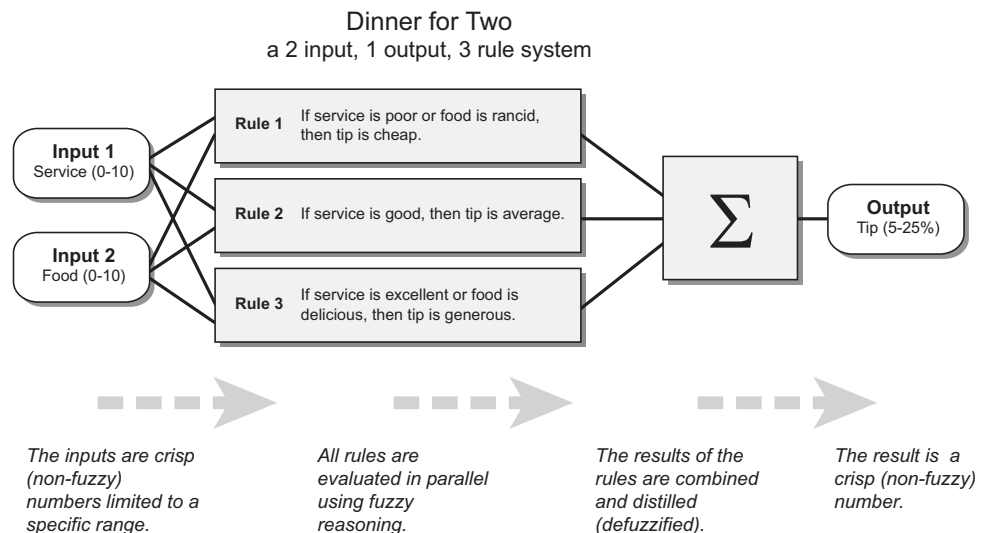 Dinner for Two
a 2 input, 1 output, 3 rule system
Input 1
Service (0-10)
Input 2
Food (0-10)
Rule 1
If service is poor or food is rancid,
then tip is cheap.
Rule 2
If service is good, then tip is average.
Rule 3
If service is excellent or food is
delicious, then tip is generous.
Σ
Output
Tip (5-25%)
The inputs are crisp
(non-fuzzy)
numbers limited to a
specific range.
All rules are
evaluated in parallel
using fuzzy
reasoning.
The results of the
rules are combined
and distilled
(defuzzified).
The result is a
crisp (non-fuzzy)
number.